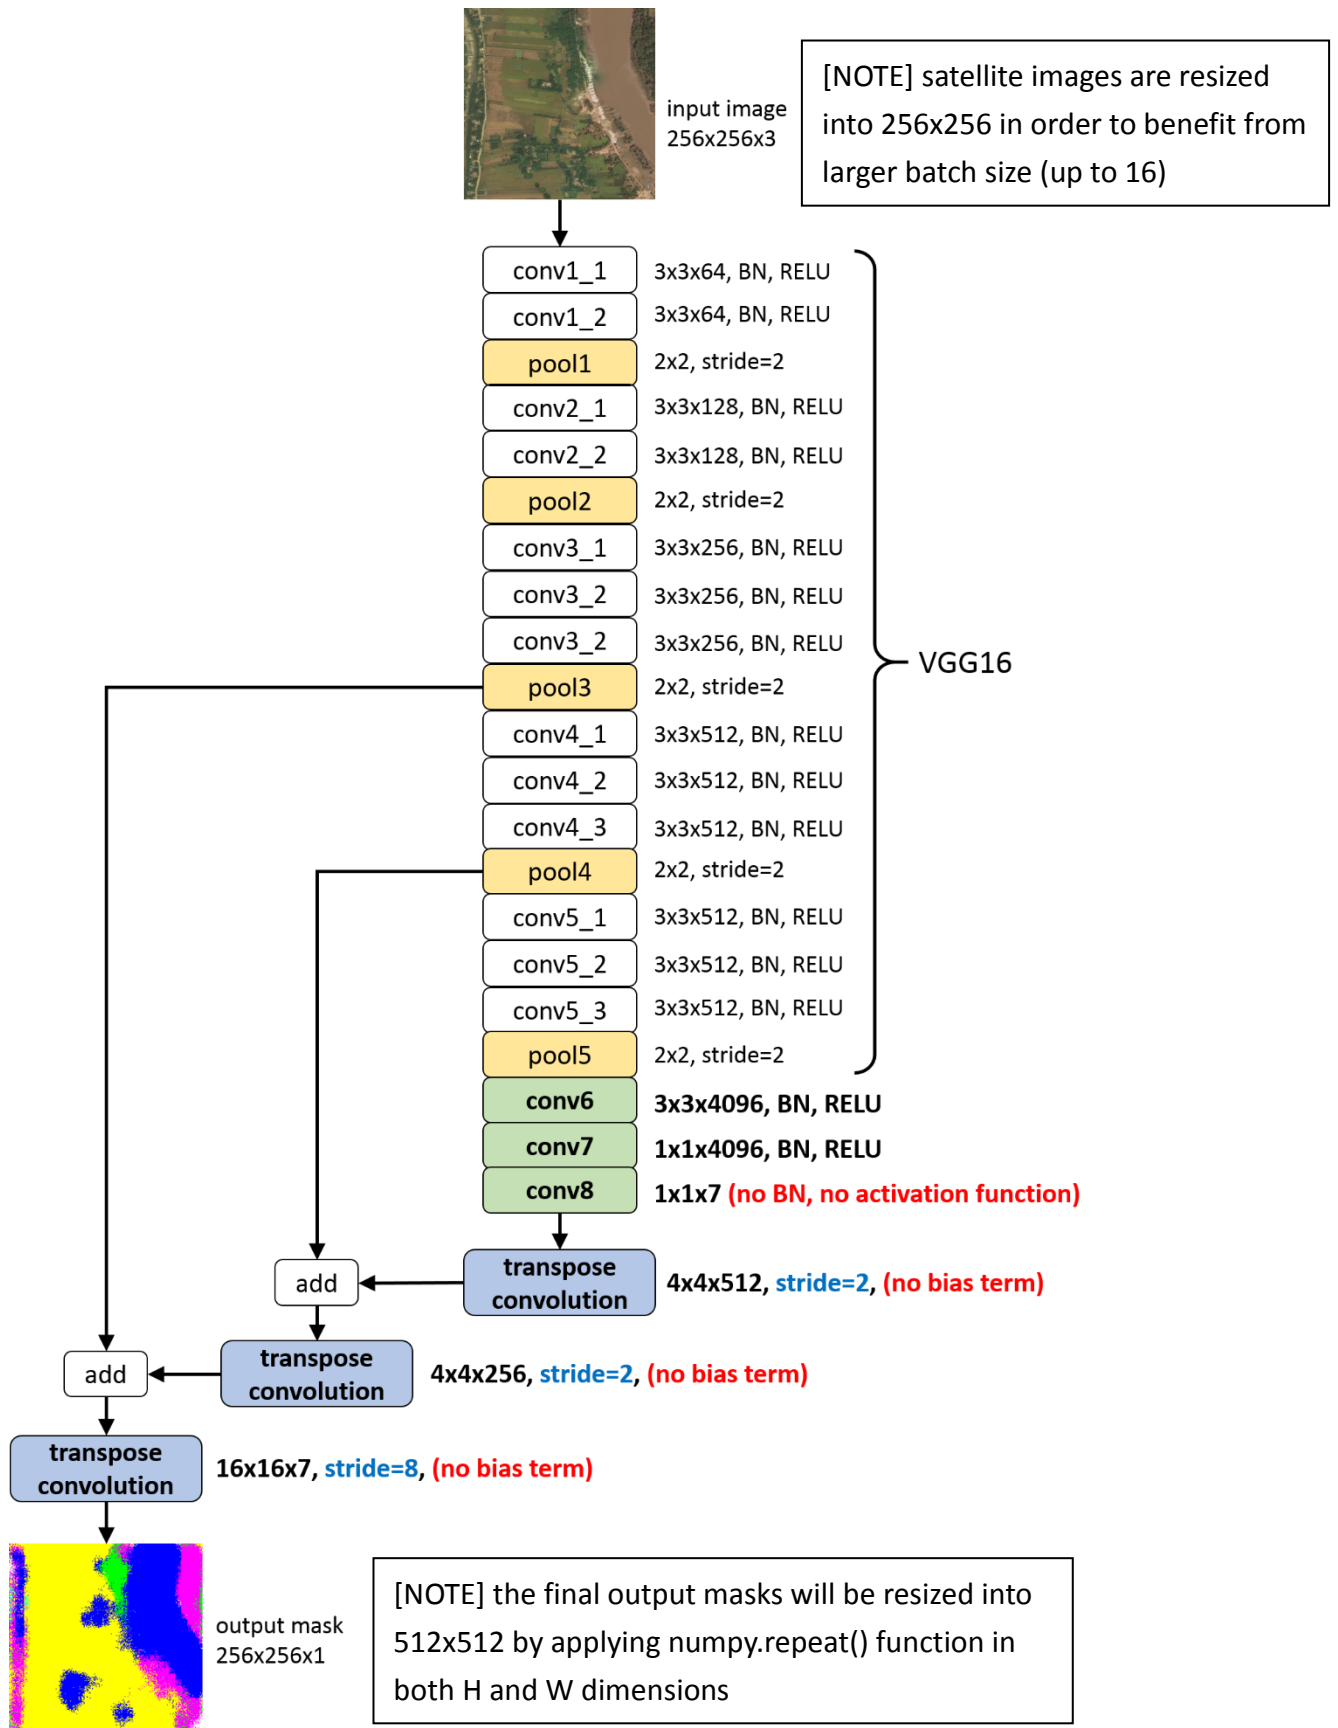 input image
256x256x3
[NOTE] satellite images are resized
into 256x256 in order to benefit from
larger batch size (up to 16)
conv1_1 3x3x64, BN, RELU
conv1_2 3x3x64, BN, RELU
pool1 2x2, stride=2
conv2_1 3x3x128, BN, RELU
conv2_2 3x3x128, BN, RELU
pool2 2x2, stride=2
conv3_1 3x3x256, BN, RELU
conv3_2 3x3x256, BN, RELU
conv3_2 3x3x256, BN, RELU
VGG16
pool3 2x2, stride=2
conv4_1 3x3x512, BN, RELU
conv4_2 3x3x512, BN, RELU
conv4_3 3x3x512, BN, RELU
pool4 2x2, stride=2
conv5_1 3x3x512, BN, RELU
conv5_2 3x3x512, BN, RELU
conv5_3 3x3x512, BN, RELU
pool5 2x2, stride=2
conv6 3x3x4096, BN, RELU
conv7 1x1x4096, BN, RELU
conv8 1x1x7 (no BN, no activation function)
add
transpose
convolution
4x4x512, stride=2, (no bias term)
add
transpose
convolution
4x4x256, stride=2, (no bias term)
transpose
convolution
16x16x7, stride=8, (no bias term)
output mask
256x256x1
[NOTE] the final output masks will be resized into
512x512 by applying numpy.repeat() function in
both H and W dimensions